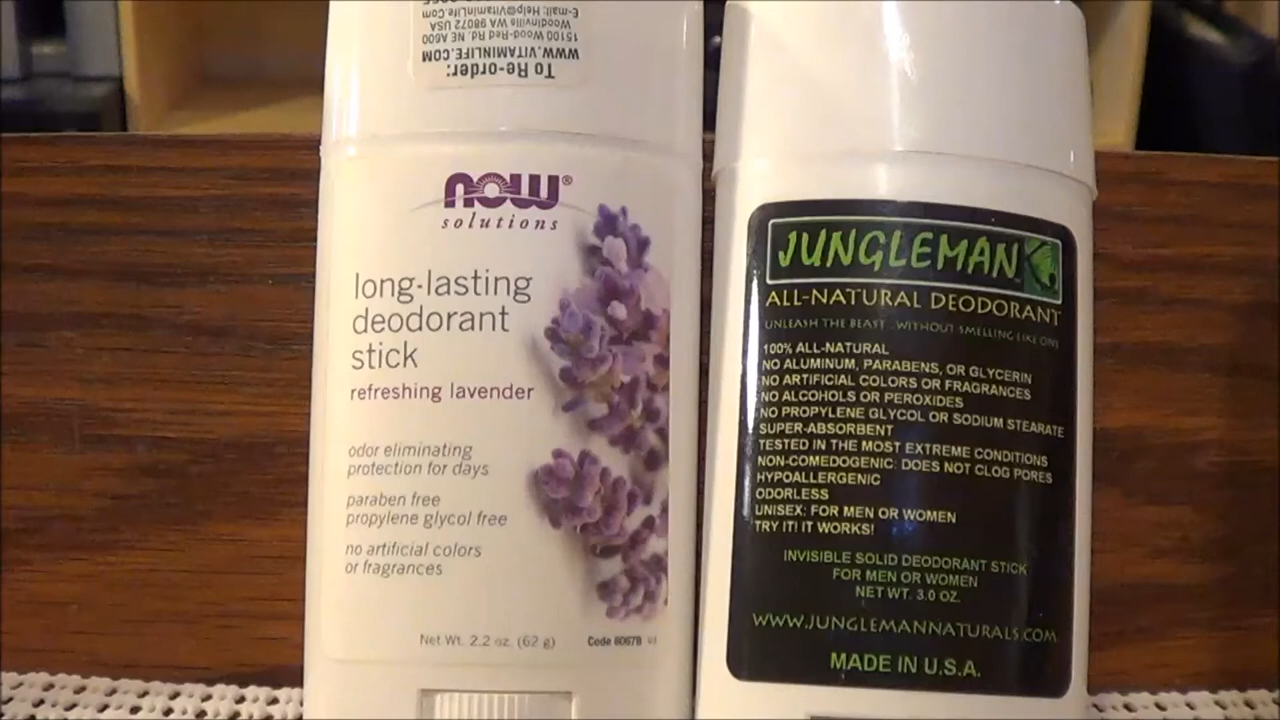 To Re-order:
WWW.VITAMINLIFE.COM
15100 Wood-Red Rd. NE A600
Woodinville WA 98072 USA
E-mail: Help@VitaminLife.Com
now®
solutions
long-lasting
deodorant
stick
refreshing lavender
odor eliminating
protection for days
paraben free
propylene glycol free
no artificial colors
or fragrances
Net Wt. 2.2 oz. (62 g) Code 8067B
JUNGLEMAN
ALL-NATURAL DEODORANT
UNLEASH THE BEAST...WITHOUT SMELLING LIKE ONE
100% ALL-NATURAL
NO ALUMINUM, PARABENS, OR GLYCERIN
NO ARTIFICIAL COLORS OR FRAGRANCES
NO ALCOHOLS OR PEROXIDES
NO PROPYLENE GLYCOL OR SODIUM STEARATE
SUPER-ABSORBENT
TESTED IN THE MOST EXTREME CONDITIONS
NON-COMEDOGENIC: DOES NOT CLOG PORES
HYPOALLERGENIC
ODORLESS
UNISEX: FOR MEN OR WOMEN
TRY IT! IT WORKS!
INVISIBLE SOLID DEODORANT STICK
FOR MEN OR WOMEN
NET WT. 3.0 OZ.
WWW.JUNGLEMANNATURALS.COM
MADE IN U.S.A.